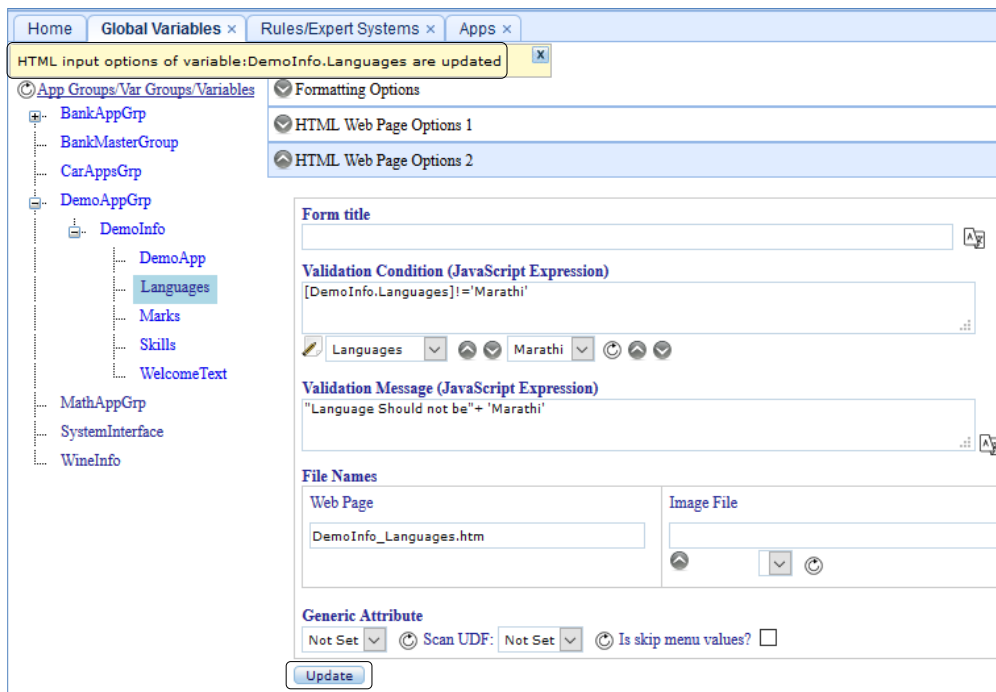 Home Global Variables × Rules/Expert Systems × Apps ×
HTML input options of variable:DemoInfo.Languages are updated X
App Groups/Var Groups/Variables
BankAppGrp
BankMasterGroup
CarAppsGrp
DemoAppGrp
DemoInfo
DemoApp
Languages
Marks
Skills
WelcomeText
MathAppGrp
SystemInterface
WineInfo
Formatting Options
HTML Web Page Options 1
HTML Web Page Options 2
Form title
Validation Condition (JavaScript Expression)
[DemoInfo.Languages]!='Marathi'
Languages Marathi
Validation Message (JavaScript Expression)
"Language Should not be"+ 'Marathi'
File Names
Web Page Image File
DemoInfo_Languages.htm
Generic Attribute
Not Set Scan UDF: Not Set Is skip menu values?
Update